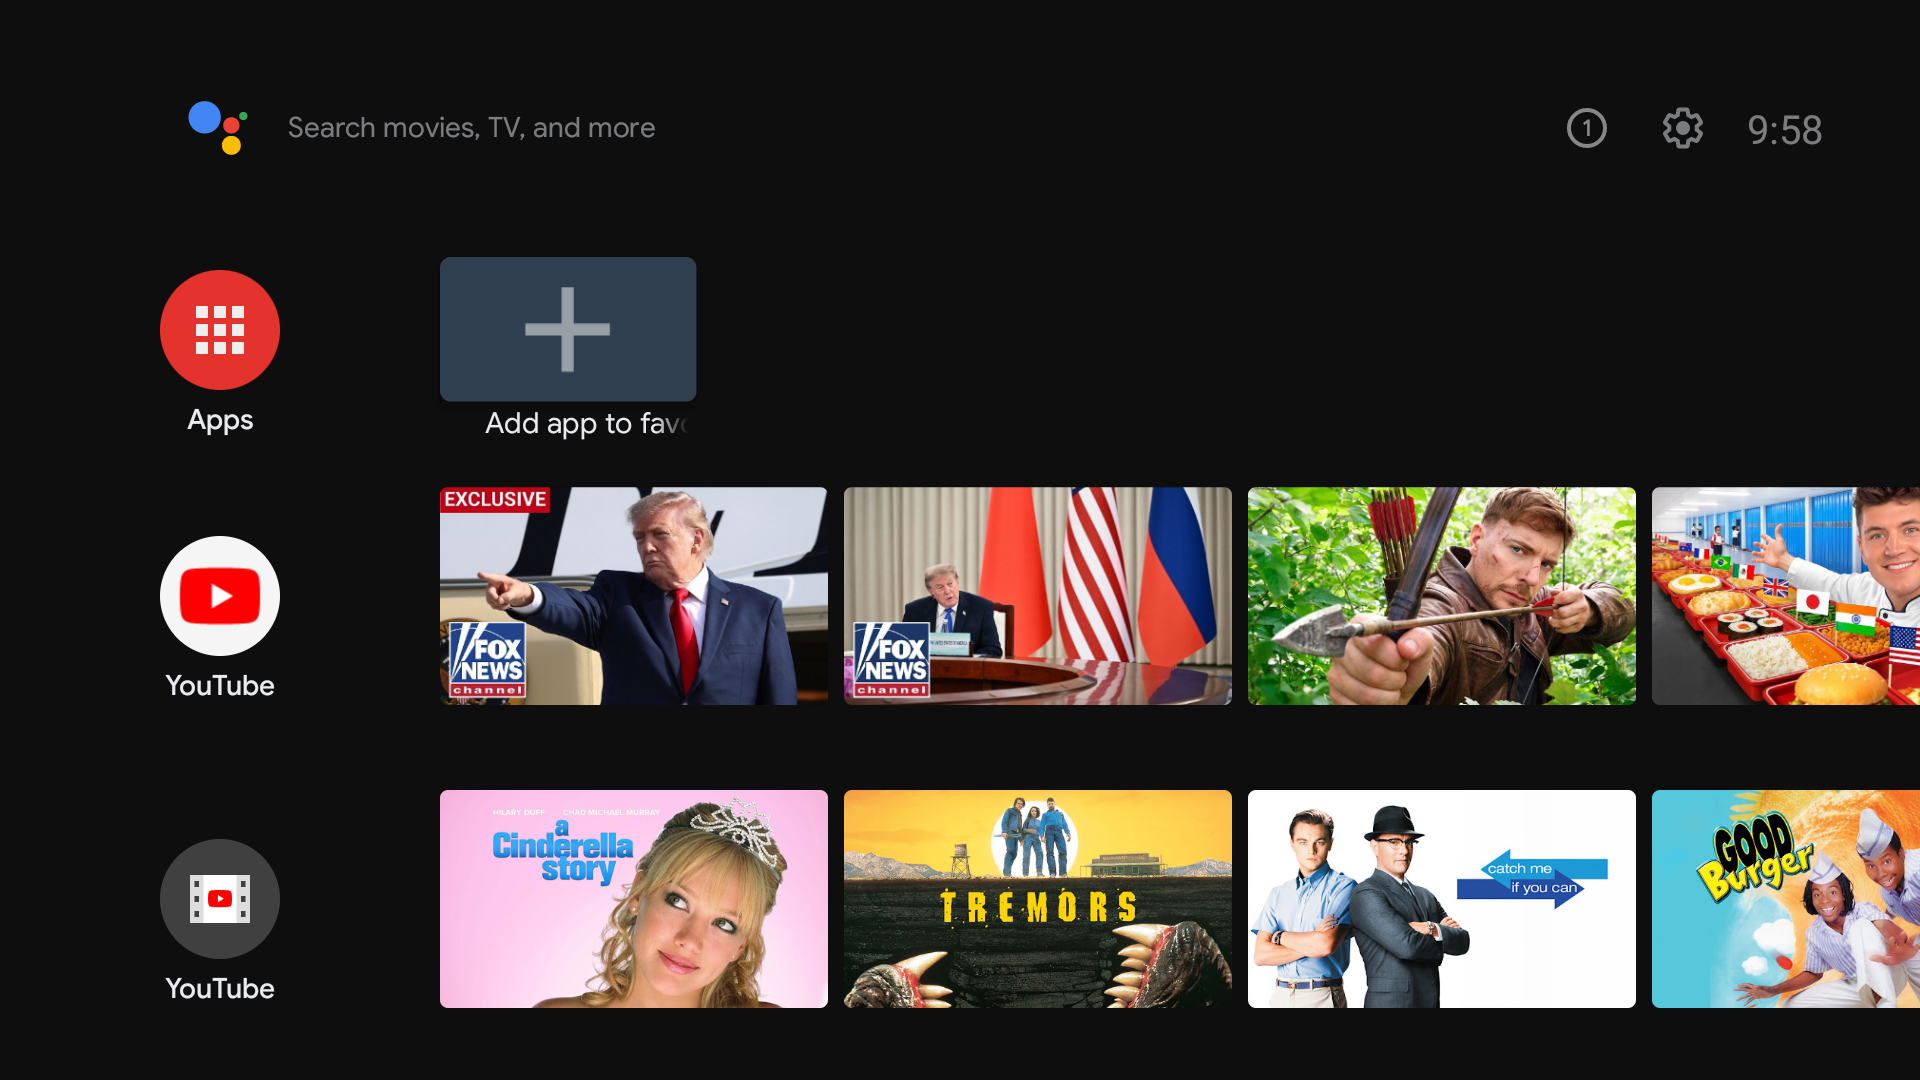 Search movies, TV, and more
1
9:58
Apps
Add app to favo
YouTube
EXCLUSIVE
FOX
NEWS
channel
FOX
NEWS
channel
YouTube
HILARY DUFF CHAD MICHAEL MURRAY
a
Cinderella
story
TREMORS
catch me
if you can
GOOD
Burger